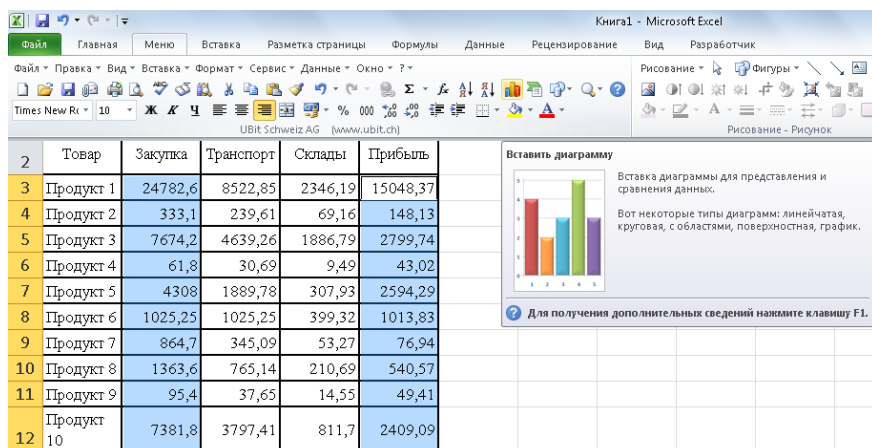 Книга1 - Microsoft Excel
Файл Главная Меню Вставка Разметка страницы Формулы Данные Рецензирование Вид Разработчик
Файл Правка Вид Вставка Формат Сервис Данные Окно ? Рисование Фигуры
Times New Rc 10 Ж К Ч % 000
UBit Schweiz AG (www.ubit.ch) Рисование - Рисунок
2 Товар Закупка Транспорт Склады Прибыль
3 Продукт 1 24782,6 8522,85 2346,19 15048,37
4 Продукт 2 333,1 239,61 69,16 148,13
5 Продукт 3 7674,2 4639,26 1886,79 2799,74
6 Продукт 4 61,8 30,69 9,49 43,02
7 Продукт 5 4308 1889,78 307,93 2594,29
8 Продукт 6 1025,25 1025,25 399,32 1013,83
9 Продукт 7 864,7 345,09 53,27 76,94
10 Продукт 8 1363,6 765,14 210,69 540,57
11 Продукт 9 95,4 37,65 14,55 49,41
12 Продукт 10 7381,8 3797,41 811,7 2409,09
Вставить диаграмму
Вставка диаграммы для представления и
сравнения данных.
Вот некоторые типы диаграмм: линейчатая,
круговая, с областями, поверхностная, график.
1 2 3 4 5
Для получения дополнительных сведений нажмите клавишу F1.